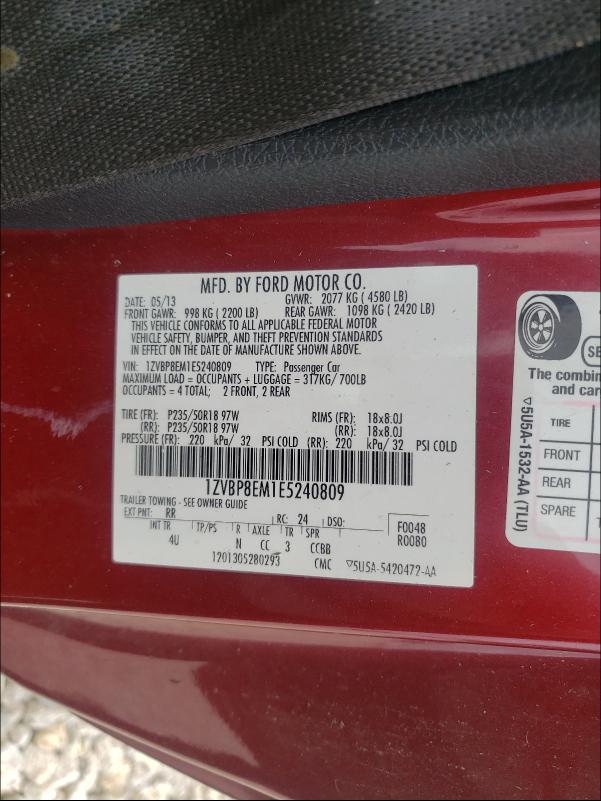 MFD. BY FORD MOTOR CO.
DATE: 05/13 GVWR: 2077 KG ( 4580 LB)
FRONT GAWR: 998 KG ( 2200 LB) REAR GAWR: 1098 KG ( 2420 LB)
THIS VEHICLE CONFORMS TO ALL APPLICABLE FEDERAL MOTOR
VEHICLE SAFETY, BUMPER, AND THEFT PREVENTION STANDARDS
IN EFFECT ON THE DATE OF MANUFACTURE SHOWN ABOVE.
VIN: 1ZVBP8EM1E5240809 TYPE: Passenger Car
MAXIMUM LOAD = OCCUPANTS + LUGGAGE = 317KG/ 700LB
OCCUPANTS = 4 TOTAL; 2 FRONT, 2 REAR
TIRE (FR): P235/50R18 97W RIMS (FR): 18x8.0J
(RR): P235/50R18 97W (RR): 18x8.0J
PRESSURE (FR): 220 kPa/ 32 PSI COLD (RR): 220 kPa/ 32 PSI COLD
1ZVBP8EM1E5240809
TRAILER TOWING - SEE OWNER GUIDE
EXT PNT: RR RC: 24 DSO: F0048
INT TR TP/PS R AXLE TR SPR R0080
4U N CC 3 CCBB
1201305280293 CMC ▽5U5A-5420472-AA
SE
The combin
and car
TIRE
FRONT
REAR
SPARE T
▽5U5A-1532-AA (TLU)